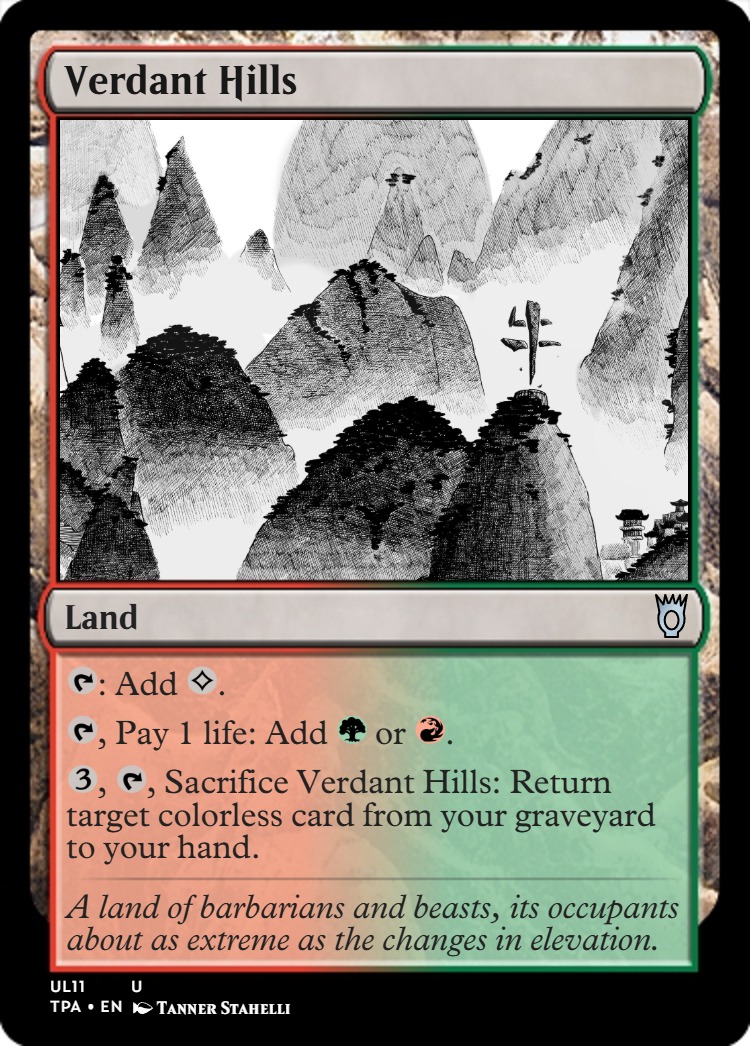 Verdant Hills
Land
: Add .
, Pay 1 life: Add or .
3, , Sacrifice Verdant Hills: Return
target colorless card from your graveyard
to your hand.
A land of barbarians and beasts, its occupants
about as extreme as the changes in elevation.
UL11 U
TPA • EN TANNER STAHELLI